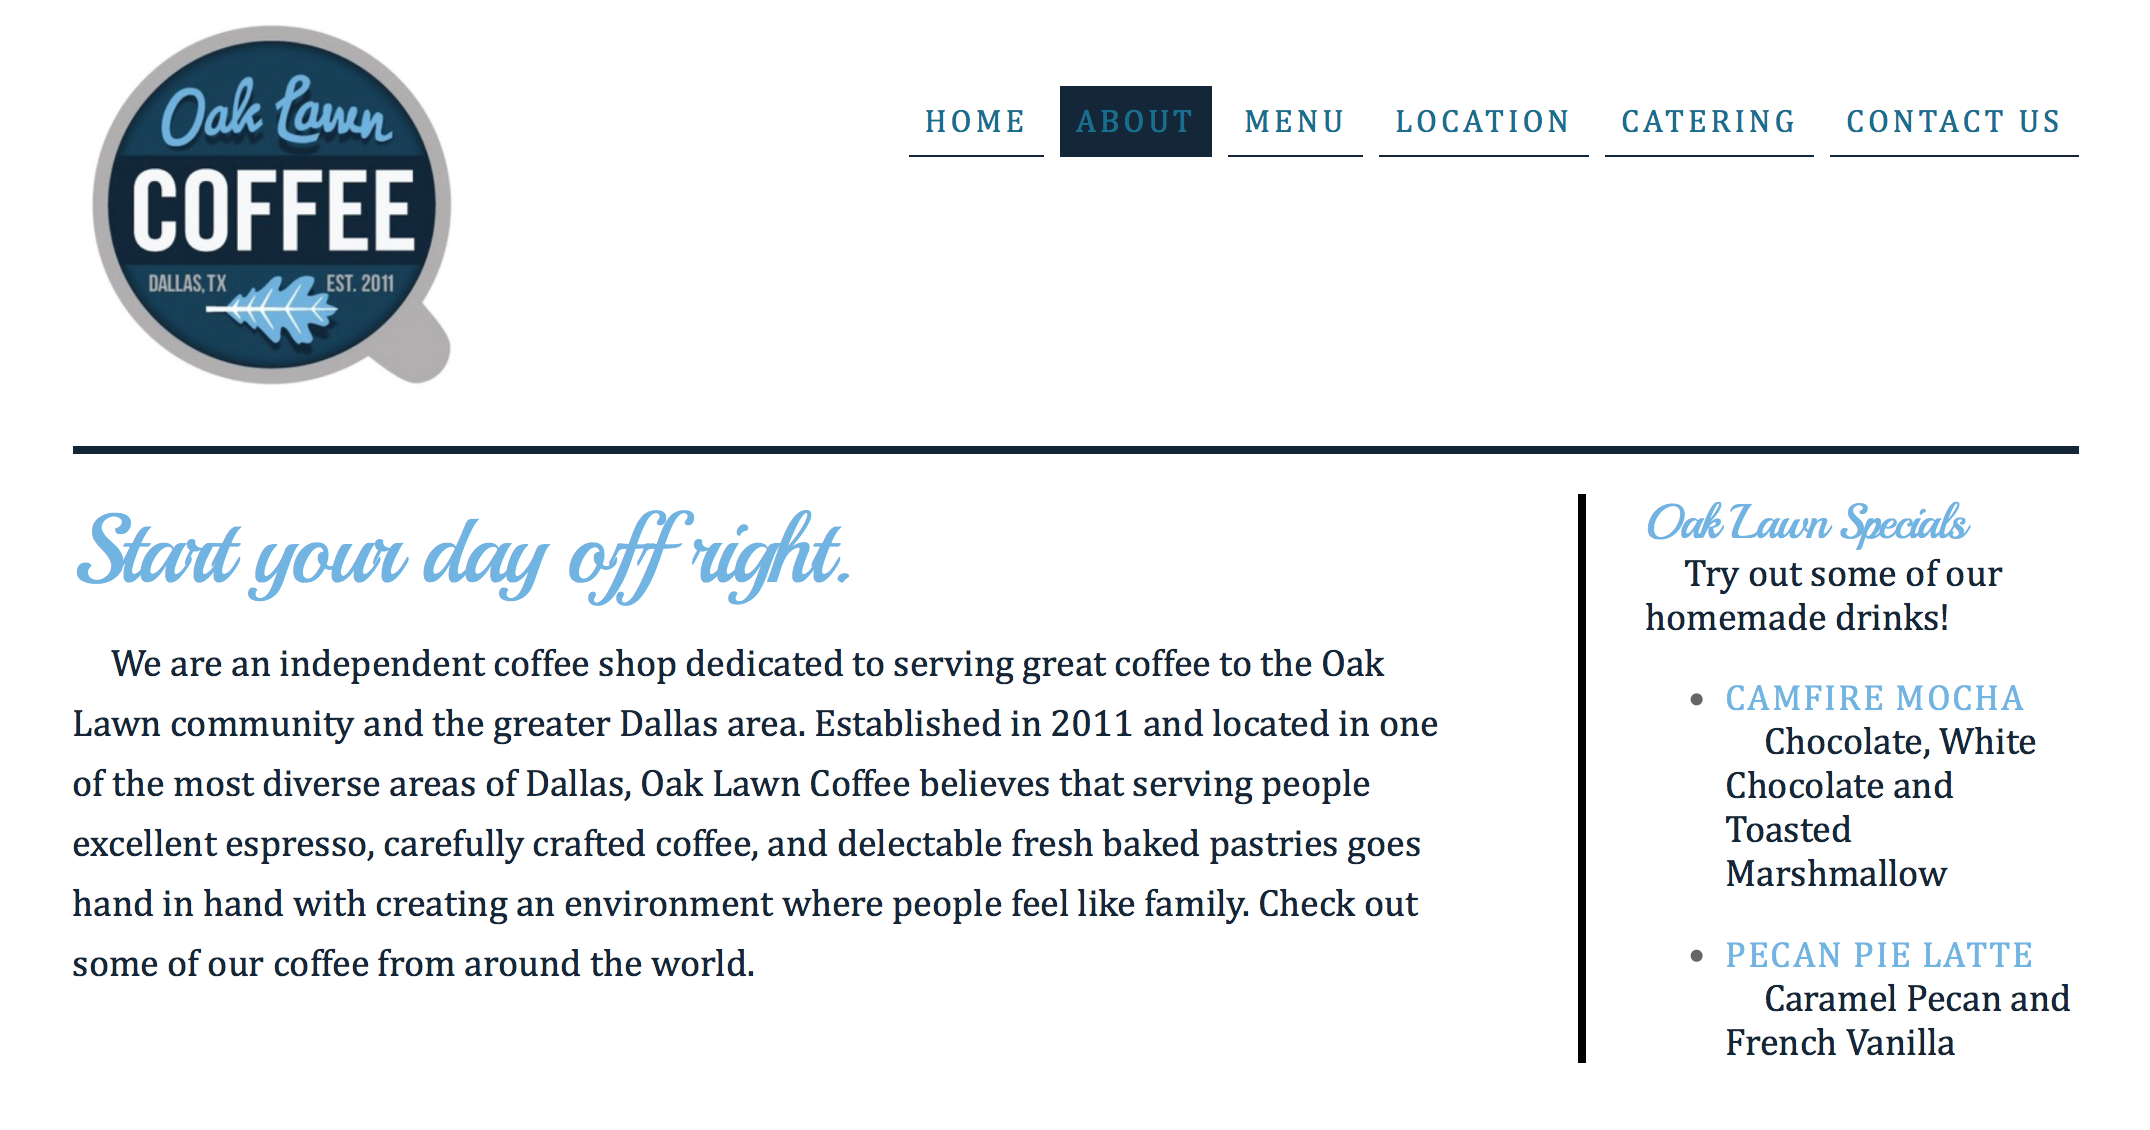 Oak Lawn
COFFEE
DALLAS, TX EST. 2011
HOME ABOUT MENU LOCATION CATERING CONTACT US
Start your day off right.
We are an independent coffee shop dedicated to serving great coffee to the Oak
Lawn community and the greater Dallas area. Established in 2011 and located in one
of the most diverse areas of Dallas, Oak Lawn Coffee believes that serving people
excellent espresso, carefully crafted coffee, and delectable fresh baked pastries goes
hand in hand with creating an environment where people feel like family. Check out
some of our coffee from around the world.
Oak Lawn Specials
Try out some of our
homemade drinks!
• CAMFIRE MOCHA
Chocolate, White
Chocolate and
Toasted
Marshmallow
• PECAN PIE LATTE
Caramel Pecan and
French Vanilla